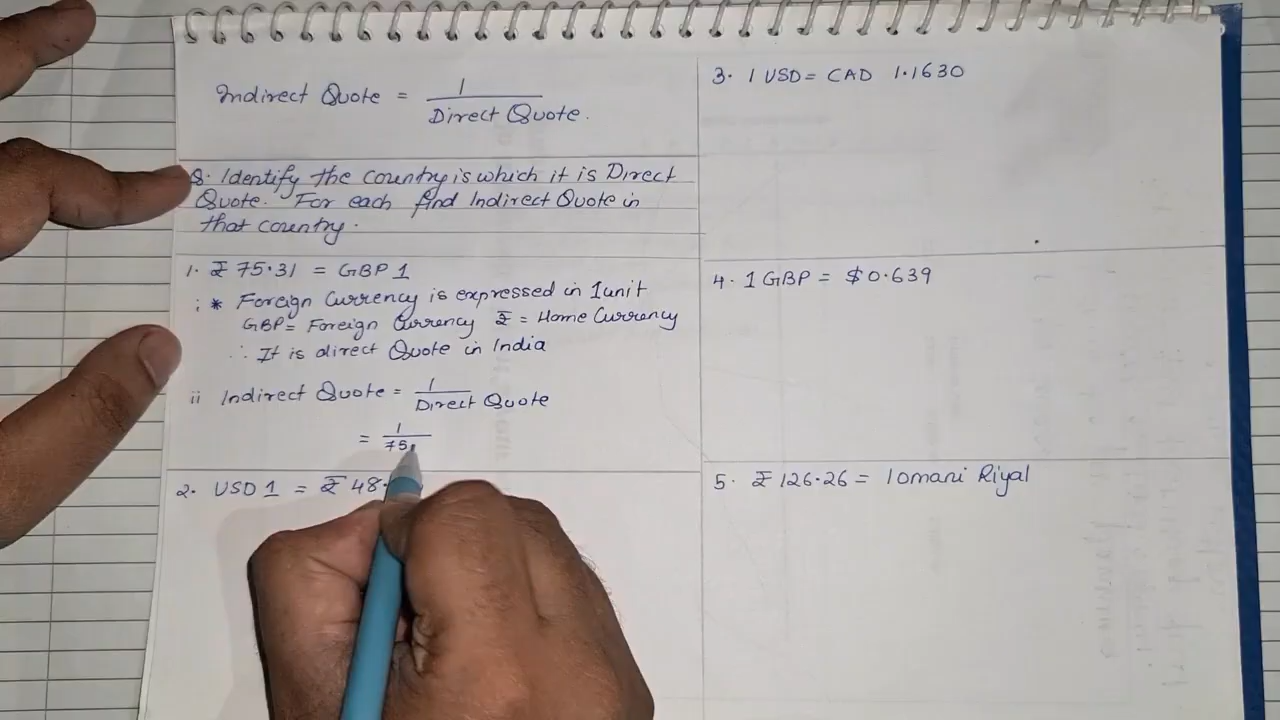 Indirect Quote = 1 / Direct Quote.
Q. Identify the country is which it is Direct
Quote. For each find Indirect Quote in
that country.
1. ₹ 75.31 = GBP 1
i * Foreign Currency is expressed in 1unit
GBP = Foreign Currency ₹ = Home Currency
∴ It is direct Quote in India
ii Indirect Quote = 1 / Direct Quote
= 1 / 75.
2. USD 1 = ₹ 48.
3. 1 USD = CAD 1.1630
4. 1 GBP = $0.639
5. ₹ 126.26 = 1 Omani Riyal